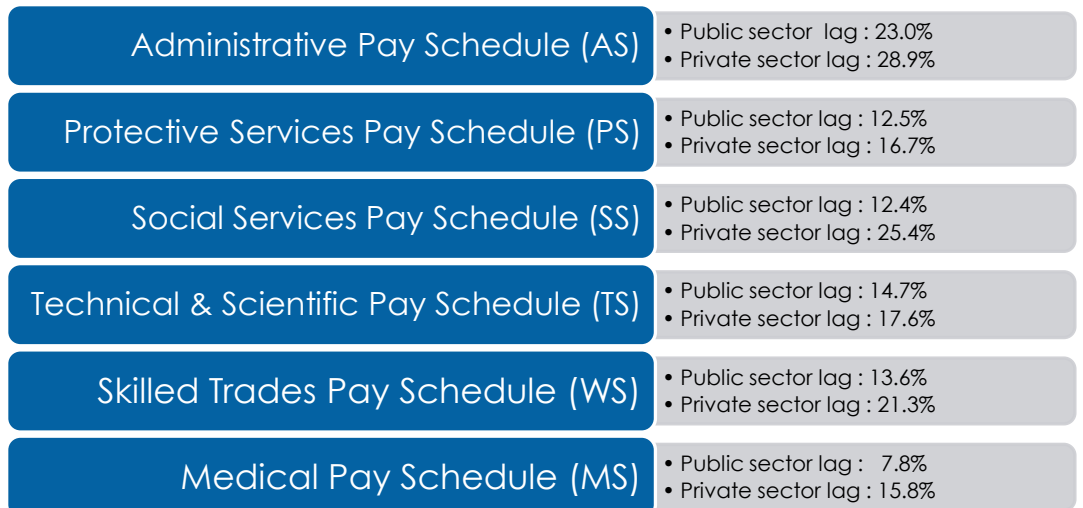 Administrative Pay Schedule (AS)
• Public sector lag : 23.0%
• Private sector lag : 28.9%
Protective Services Pay Schedule (PS)
• Public sector lag : 12.5%
• Private sector lag : 16.7%
Social Services Pay Schedule (SS)
• Public sector lag : 12.4%
• Private sector lag : 25.4%
Technical & Scientific Pay Schedule (TS)
• Public sector lag : 14.7%
• Private sector lag : 17.6%
Skilled Trades Pay Schedule (WS)
• Public sector lag : 13.6%
• Private sector lag : 21.3%
Medical Pay Schedule (MS)
• Public sector lag : 7.8%
• Private sector lag : 15.8%